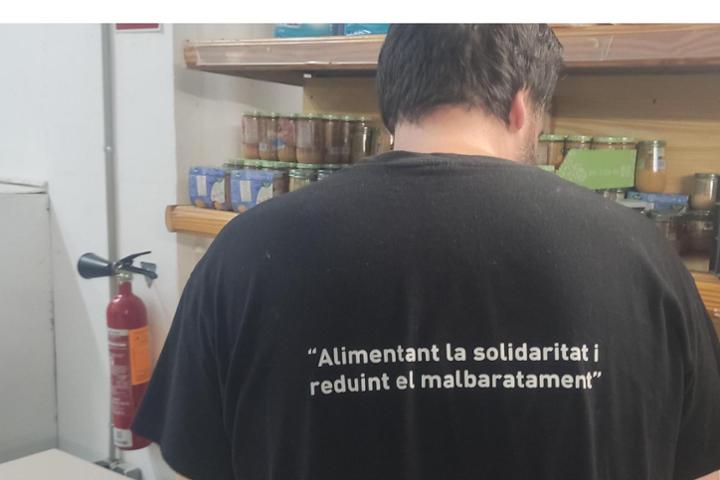 “Alimentant la solidaritat i
reduint el malbaratament”